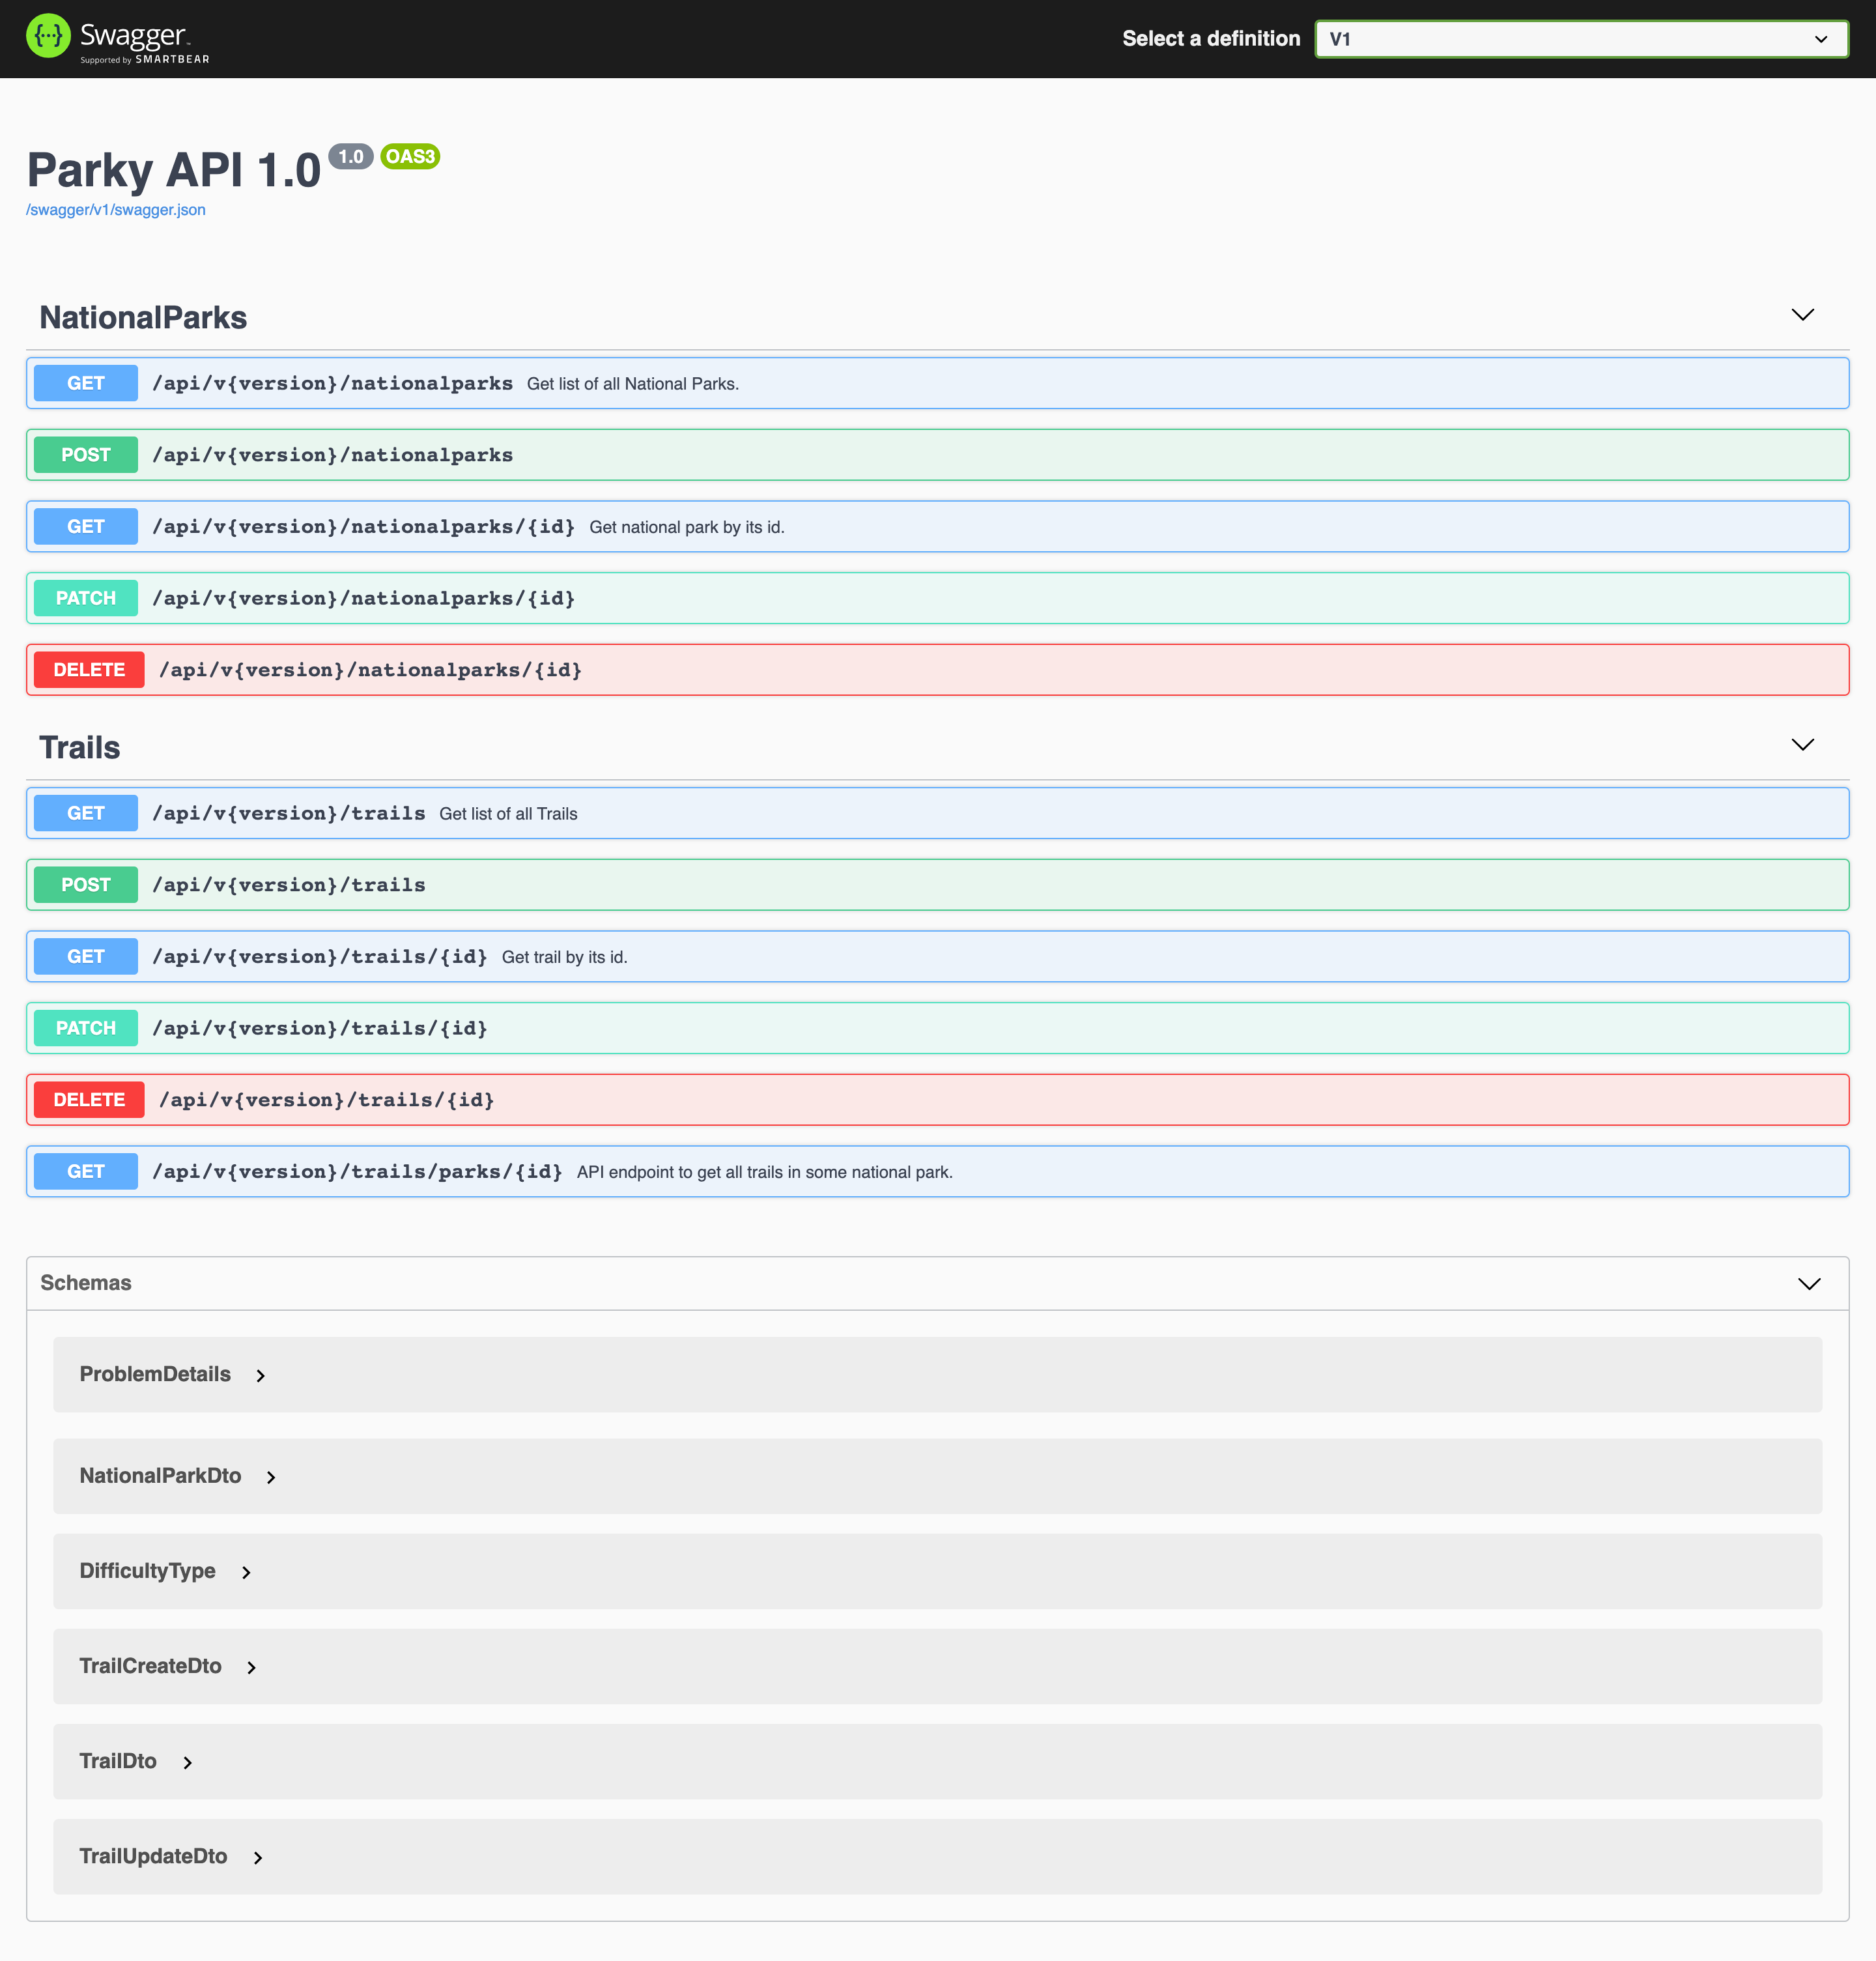 {···} Swagger™
Supported by SMARTBEAR
Select a definition
V1
Parky API 1.0 1.0 OAS3
/swagger/v1/swagger.json
NationalParks
GET /api/v{version}/nationalparks Get list of all National Parks.
POST /api/v{version}/nationalparks
GET /api/v{version}/nationalparks/{id} Get national park by its id.
PATCH /api/v{version}/nationalparks/{id}
DELETE /api/v{version}/nationalparks/{id}
Trails
GET /api/v{version}/trails Get list of all Trails
POST /api/v{version}/trails
GET /api/v{version}/trails/{id} Get trail by its id.
PATCH /api/v{version}/trails/{id}
DELETE /api/v{version}/trails/{id}
GET /api/v{version}/trails/parks/{id} API endpoint to get all trails in some national park.
Schemas
ProblemDetails
NationalParkDto
DifficultyType
TrailCreateDto
TrailDto
TrailUpdateDto